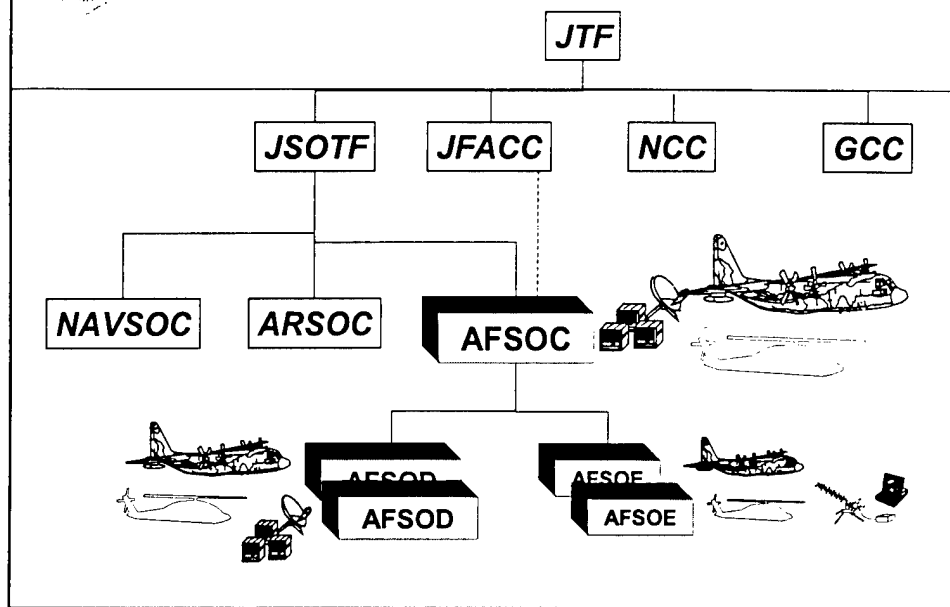 JTF
JSOTF JFACC NCC GCC
NAVSOC ARSOC AFSOC
AFSOD AFSOE
AFSOD AFSOE